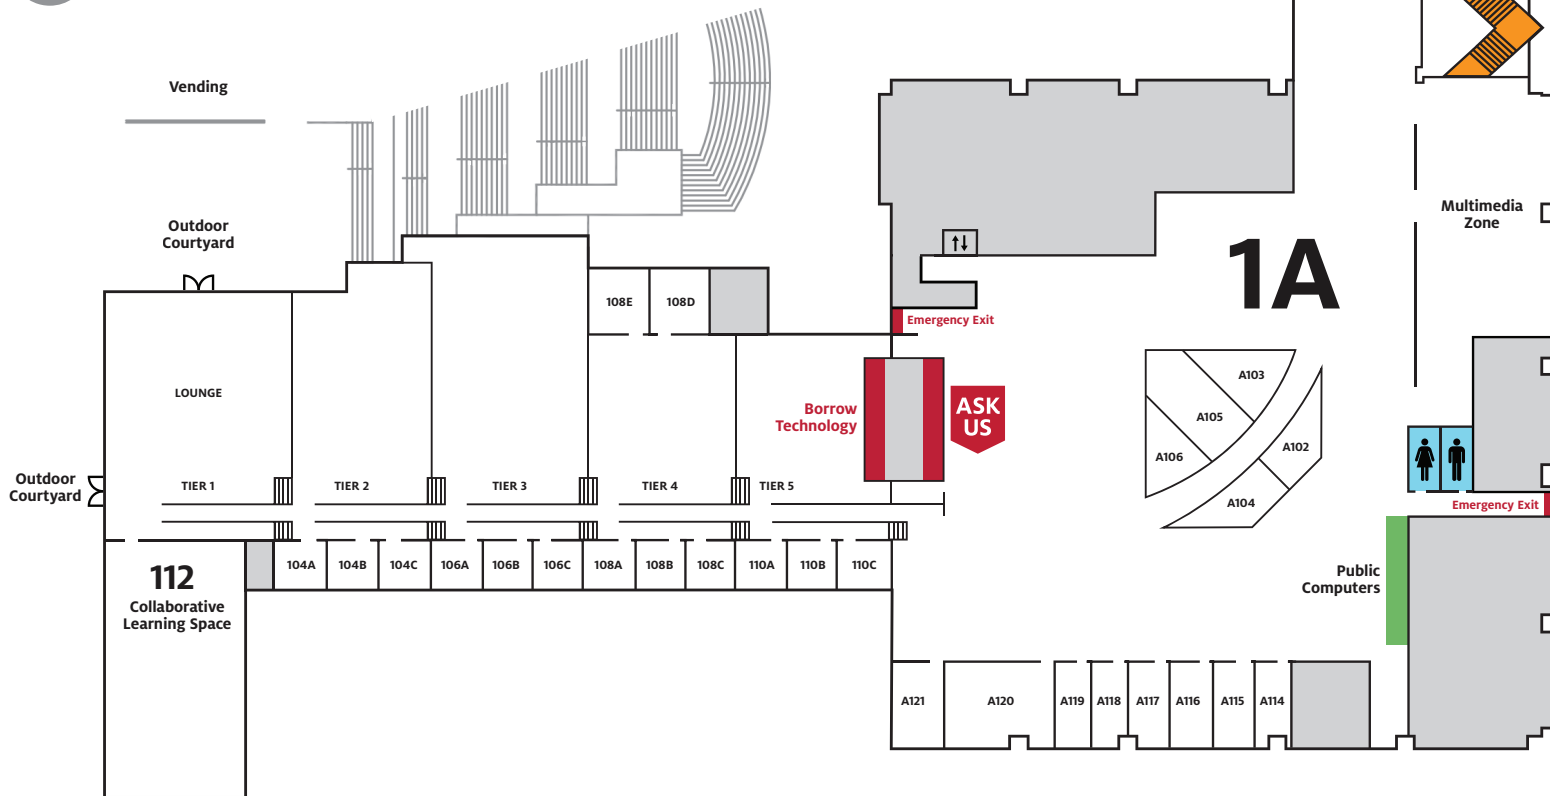 Vending
Outdoor
Courtyard
Multimedia
Zone
1A
108E
108D
Emergency Exit
LOUNGE
Borrow
Technology
ASK
US
A103
A105
A106
A102
A104
Outdoor
Courtyard
TIER 1
TIER 2
TIER 3
TIER 4
TIER 5
Emergency Exit
112
Collaborative
Learning Space
104A
104B
104C
106A
106B
106C
108A
108B
108C
110A
110B
110C
Public
Computers
A121
A120
A119
A118
A117
A116
A115
A114